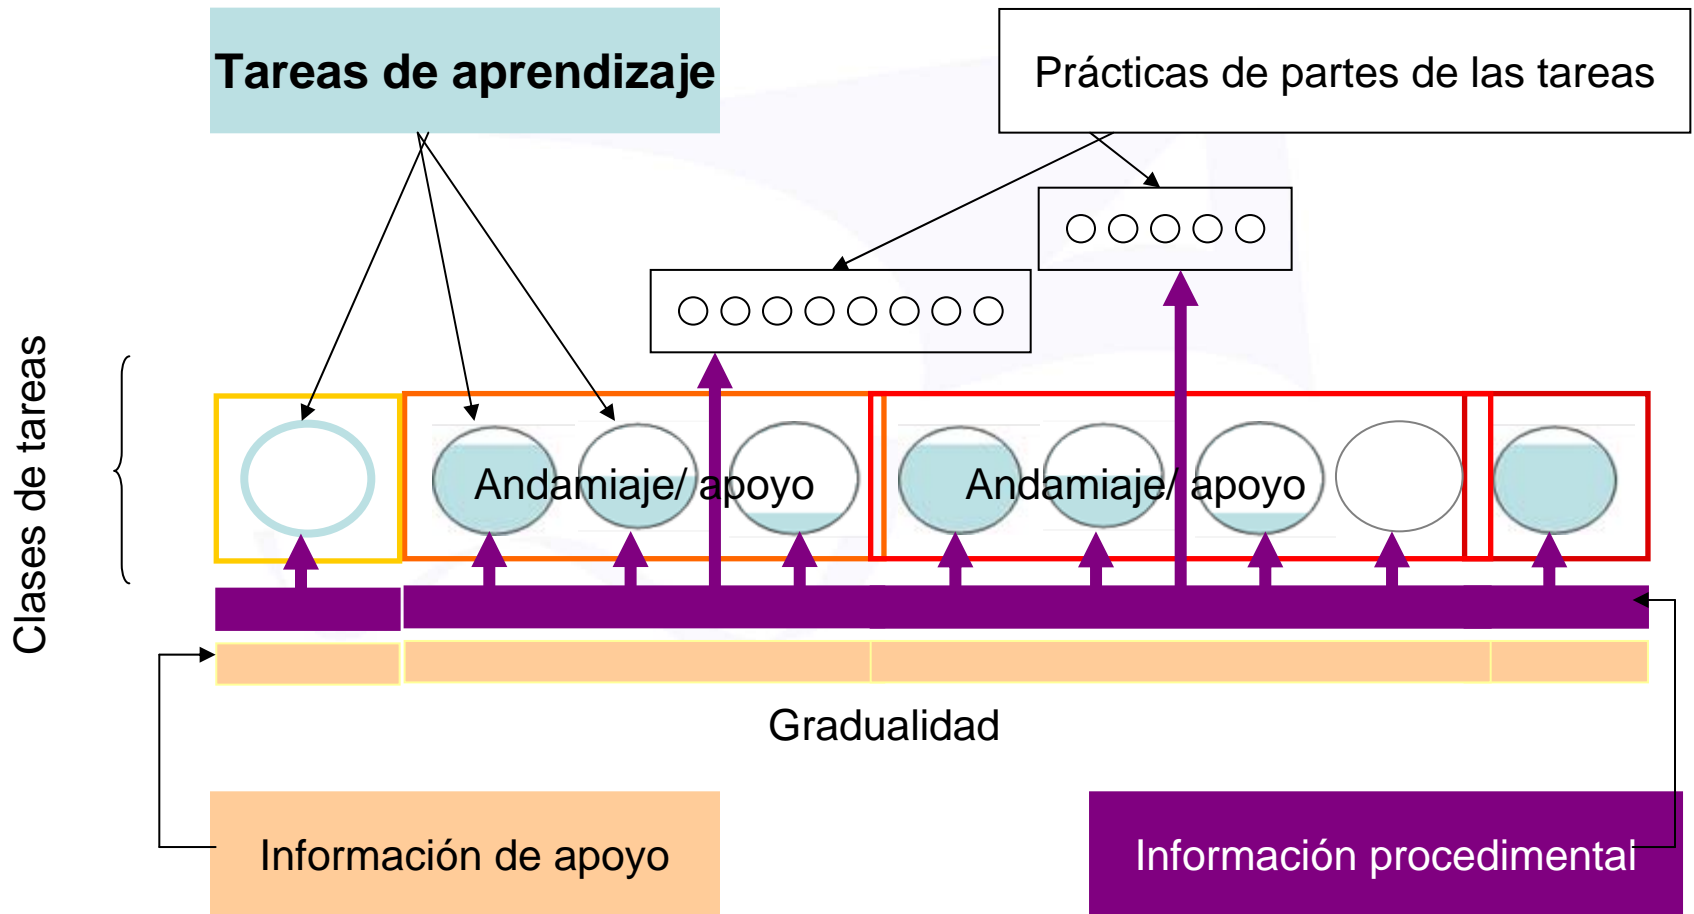 Tareas de aprendizaje
Prácticas de partes de las tareas
Clases de tareas
Andamiaje/ apoyo
Andamiaje/ apoyo
Gradualidad
Información de apoyo
Información procedimental